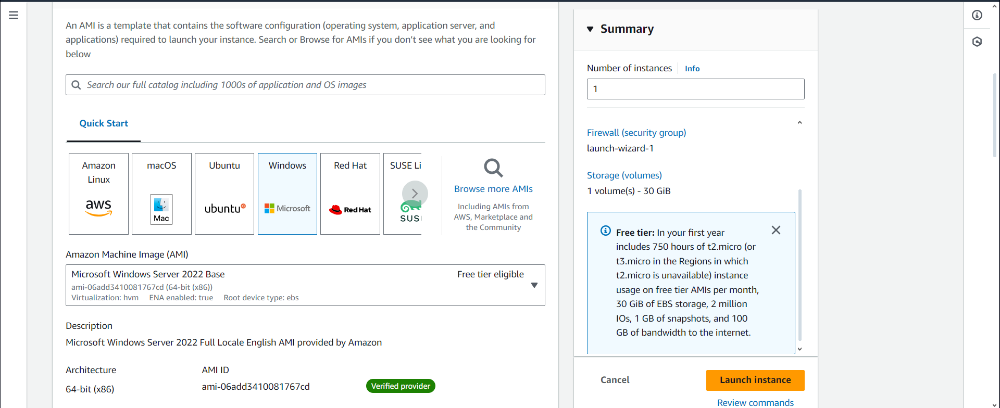 An AMI is a template that contains the software configuration (operating system, application server, and
applications) required to launch your instance. Search or Browse for AMIs if you don’t see what you are looking for
below
Search our full catalog including 1000s of application and OS images
Quick Start
Amazon
Linux
aws
macOS
Mac
Ubuntu
ubuntu
Windows
Microsoft
Red Hat
Red Hat
SUSE Li
SUS
Browse more AMIs
Including AMIs from
AWS, Marketplace and
the Community
Amazon Machine Image (AMI)
Microsoft Windows Server 2022 Base
Free tier eligible
ami-06add3410081767cd (64-bit (x86))
Virtualization: hvm ENA enabled: true Root device type: ebs
Description
Microsoft Windows Server 2022 Full Locale English AMI provided by Amazon
Architecture
64-bit (x86)
AMI ID
ami-06add3410081767cd
Verified provider
Summary
Number of instances Info
1
Firewall (security group)
launch-wizard-1
Storage (volumes)
1 volume(s) - 30 GiB
Free tier: In your first year
includes 750 hours of t2.micro (or
t3.micro in the Regions in which
t2.micro is unavailable) instance
usage on free tier AMIs per month,
30 GiB of EBS storage, 2 million
IOs, 1 GB of snapshots, and 100
GB of bandwidth to the internet.
Cancel
Launch instance
Review commands